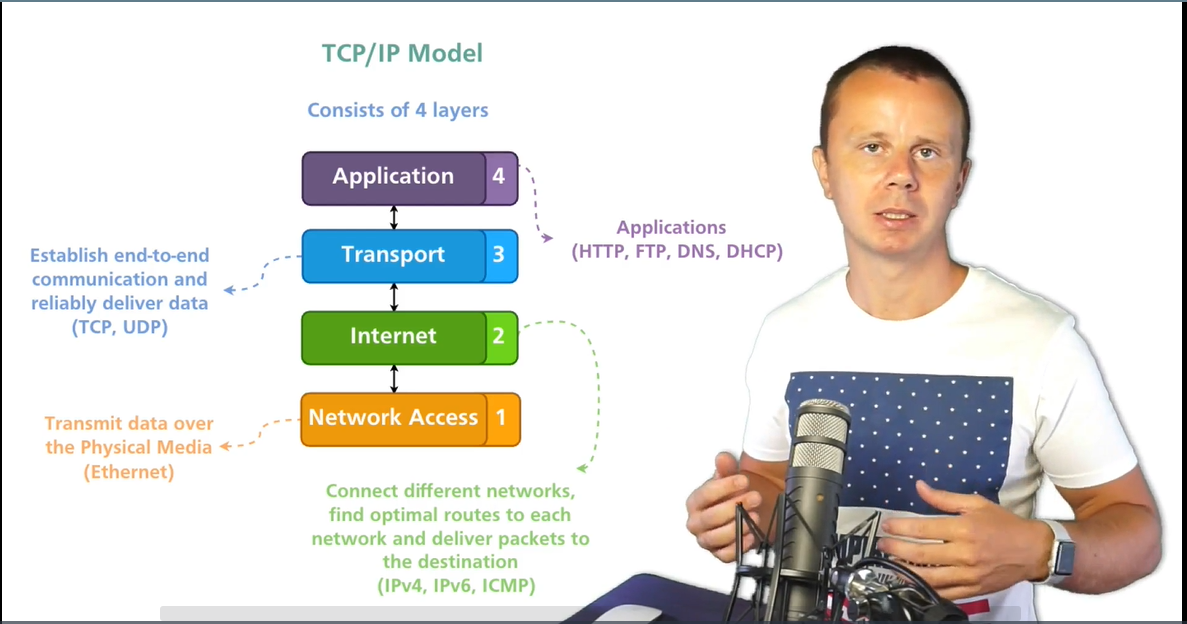 TCP/IP Model
Consists of 4 layers
Application 4
Applications
(HTTP, FTP, DNS, DHCP)
Transport 3
Establish end-to-end
communication and
reliably deliver data
(TCP, UDP)
Internet 2
Network Access 1
Transmit data over
the Physical Media
(Ethernet)
Connect different networks,
find optimal routes to each
network and deliver packets to
the destination
(IPv4, IPv6, ICMP)